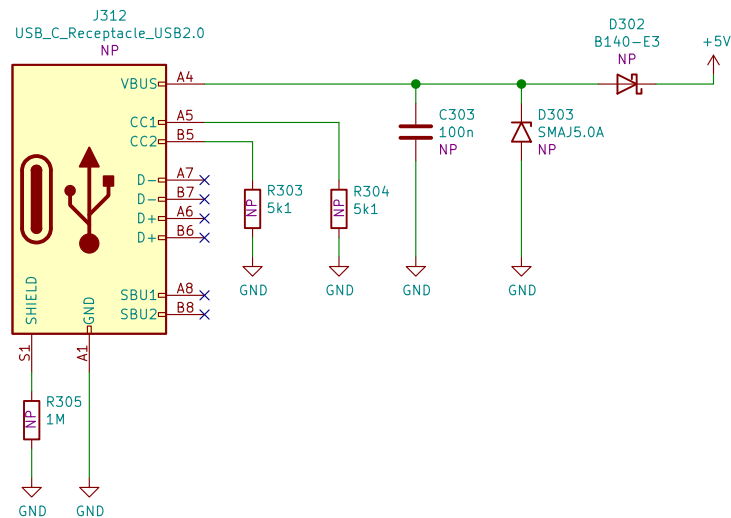 J312
USB_C_Receptacle_USB2.0
NP
D302
B140-E3
NP
+5V
VBUS A4
CC1 A5
CC2 B5
C303
100n
NP
D303
SMAJ5.0A
NP
D- A7
D- B7
D+ A6
D+ B6
NP
R303
5k1
NP
R304
5k1
GND
GND
GND
GND
SBU1 A8
SBU2 B8
SHIELD
GND
S1
A1
NP
R305
1M
GND
GND